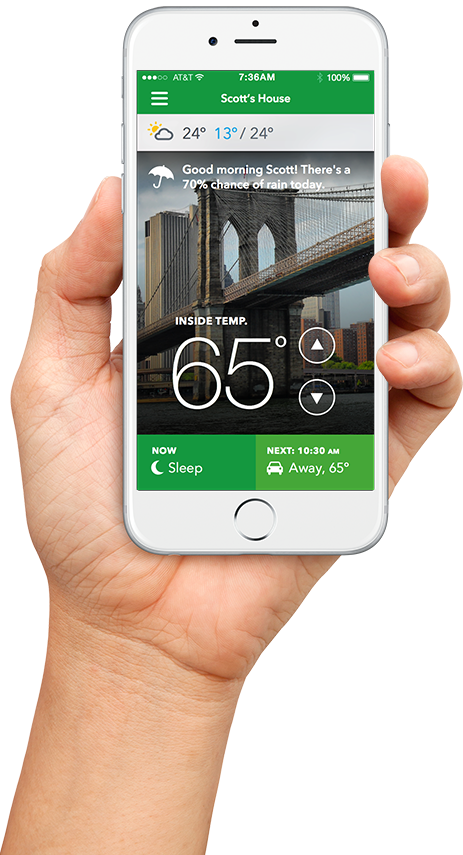 AT&T 7:36AM 100%
Scott's House
24° 13° / 24°
Good morning Scott! There's a
70% chance of rain today.
INSIDE TEMP.
65°
NOW
Sleep
NEXT: 10:30 AM
Away, 65°